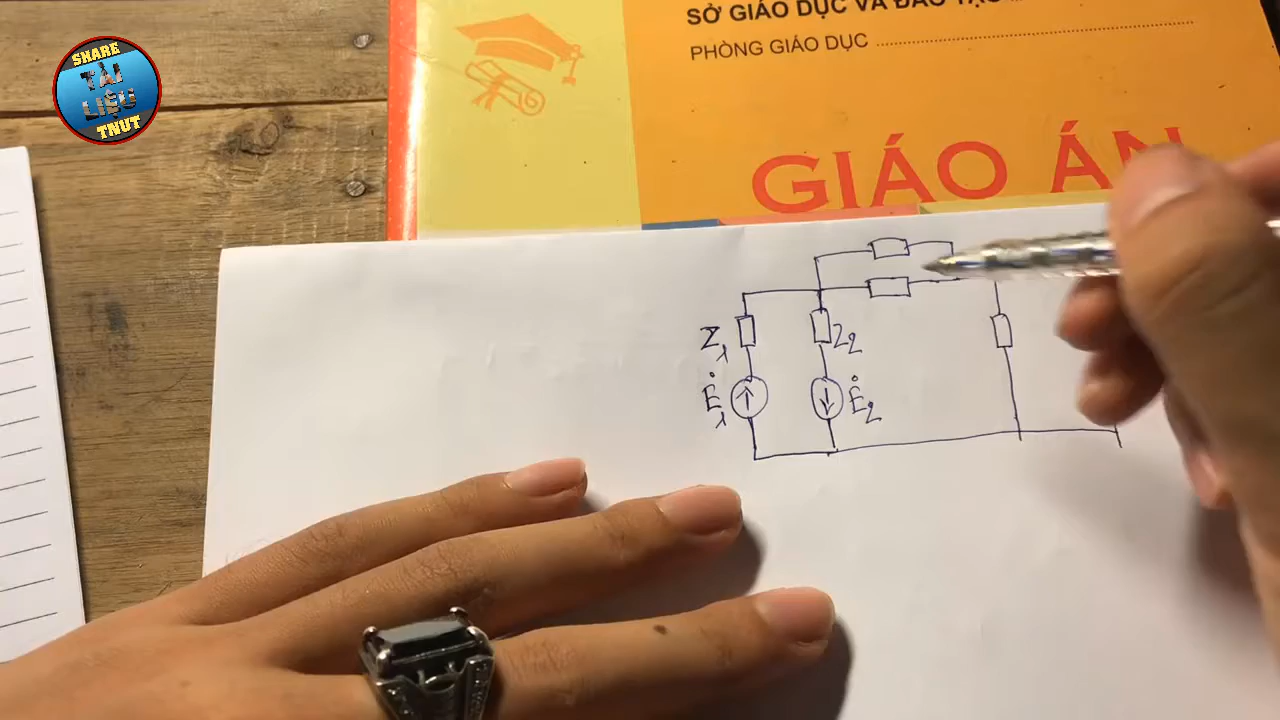 SHARE
TÀI
LIỆU
TNUT
SỞ GIÁO DỤC VÀ ĐÀO TẠO
PHÒNG GIÁO DỤC
GIÁO ÁN
Z1
Z2
Ė1
Ė2